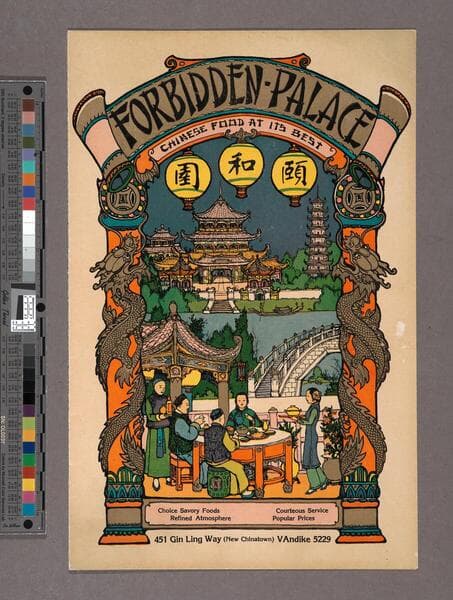 FORBIDDEN-PALACE
CHINESE FOOD AT ITS BEST
頤和園
Choice Savory Foods Courteous Service
Refined Atmosphere Popular Prices
451 Gin Ling Way (New Chinatown) VAndike 5229